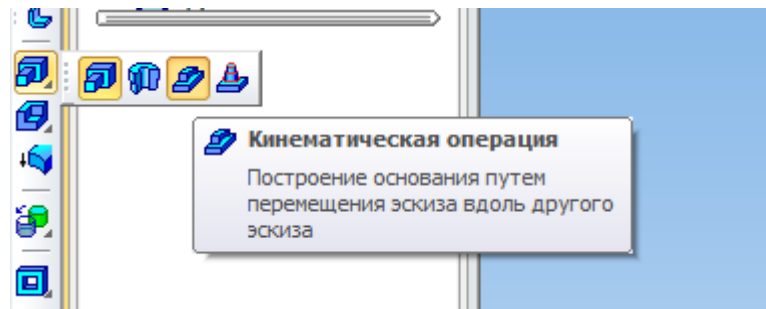 Кинематическая операция
Построение основания путем
перемещения эскиза вдоль другого
эскиза